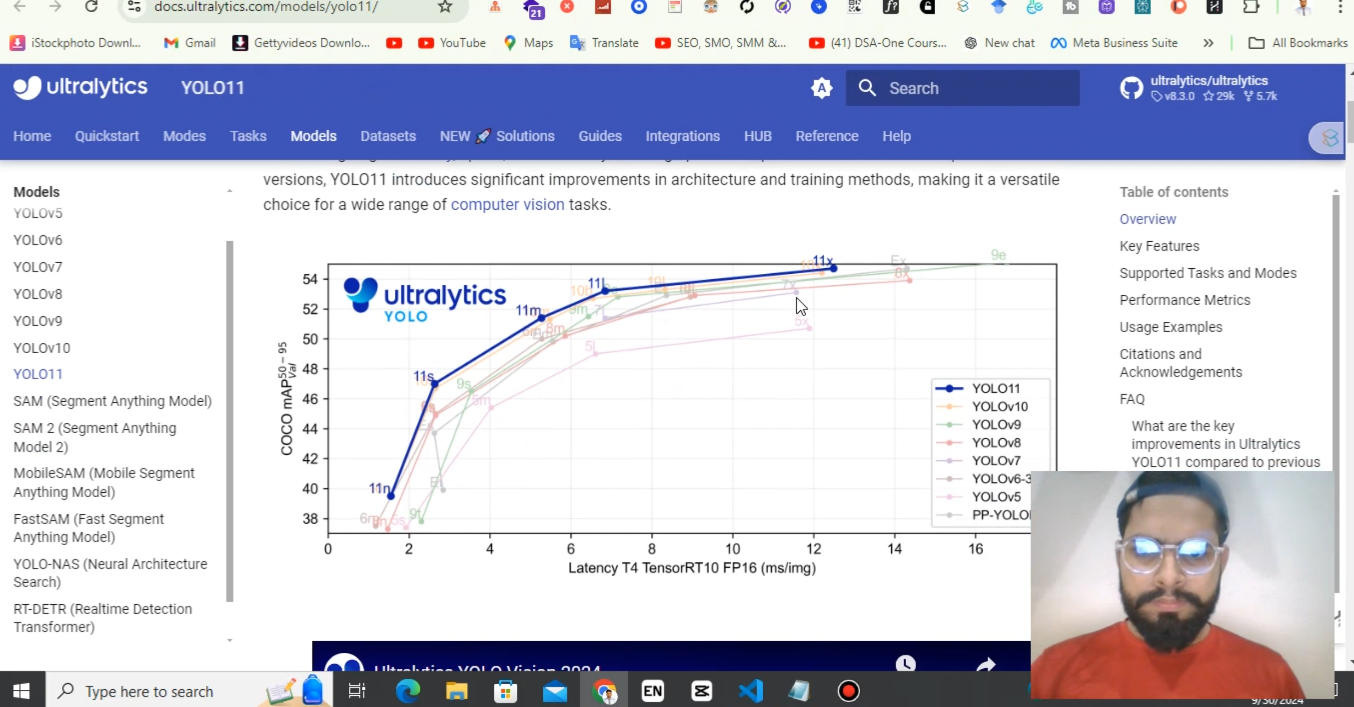 docs.ultralytics.com/models/yolo11/
21
iStockphoto Downl...
Gmail
Gettyvideos Downlo...
YouTube
Maps
Translate
SEO, SMO, SMM &...
(41) DSA-One Cours...
New chat
Meta Business Suite
All Bookmarks
ultralytics
YOLO11
Search
ultralytics/ultralytics
v8.3.0 29k 5.7k
Home
Quickstart
Modes
Tasks
Models
Datasets
NEW 🚀 Solutions
Guides
Integrations
HUB
Reference
Help
Models
YOLOv5
YOLOv6
YOLOv7
YOLOv8
YOLOv9
YOLOv10
YOLO11
SAM (Segment Anything Model)
SAM 2 (Segment Anything
Model 2)
MobileSAM (Mobile Segment
Anything Model)
FastSAM (Fast Segment
Anything Model)
YOLO-NAS (Neural Architecture
Search)
RT-DETR (Realtime Detection
Transformer)
versions, YOLO11 introduces significant improvements in architecture and training methods, making it a versatile
choice for a wide range of computer vision tasks.
ultralytics
YOLO
COCO mAP 50-95 Val
54
52
50
48
46
44
42
40
38
0 2 4 6 8 10 12 14 16
Latency T4 TensorRT10 FP16 (ms/img)
11n
11s
11m
11l
11x
9t
9s
9m
9e
8x
7x
5s
5m
5l
5x
Ex
YOLO11
YOLOv10
YOLOv9
YOLOv8
YOLOv7
YOLOv6-3
YOLOv5
Ultralytics YOLO Vision 2024
Table of contents
Overview
Key Features
Supported Tasks and Modes
Performance Metrics
Usage Examples
Citations and
Acknowledgements
FAQ
What are the key
improvements in Ultralytics
YOLO11 compared to previous
Type here to search
EN
9/30/2024